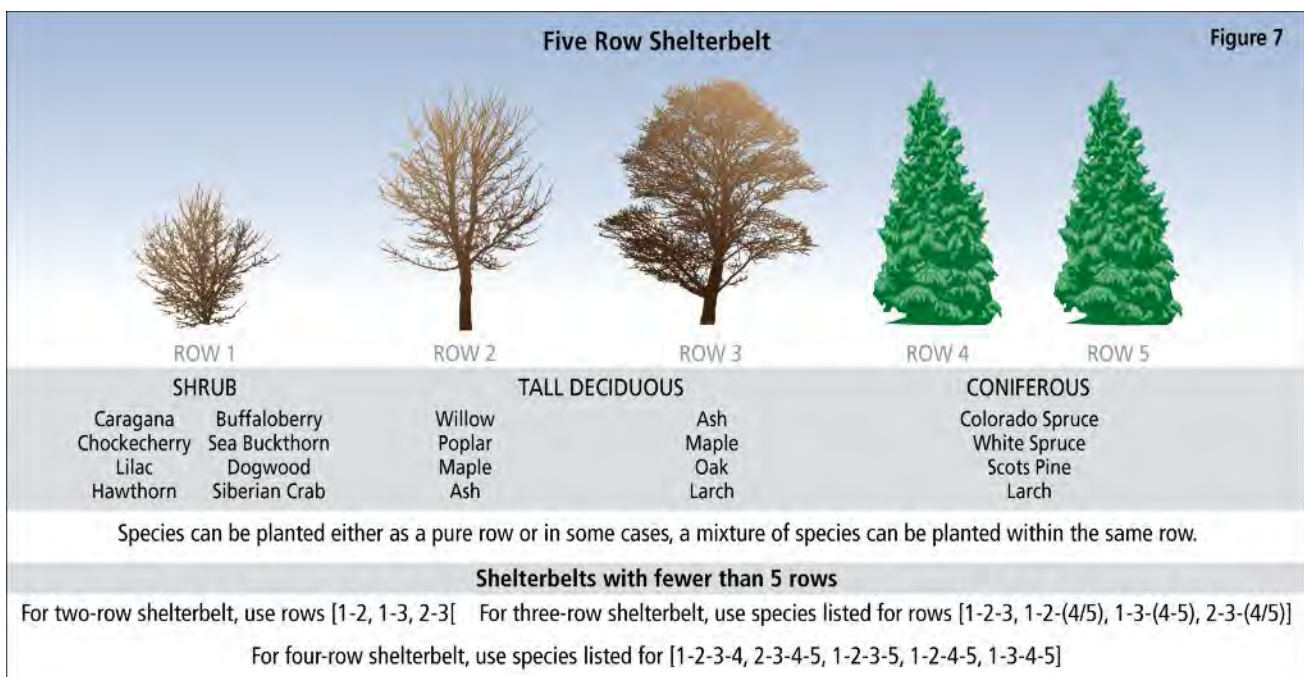 Five Row Shelterbelt
Figure 7
ROW 1
ROW 2
ROW 3
ROW 4
ROW 5
SHRUB
TALL DECIDUOUS
CONIFEROUS
Caragana Buffaloberry Willow Ash Colorado Spruce
Chockecherry Sea Buckthorn Poplar Maple White Spruce
Lilac Dogwood Maple Oak Scots Pine
Hawthorn Siberian Crab Ash Larch Larch
Species can be planted either as a pure row or in some cases, a mixture of species can be planted within the same row.
Shelterbelts with fewer than 5 rows
For two-row shelterbelt, use rows [1-2, 1-3, 2-3[ For three-row shelterbelt, use species listed for rows [1-2-3, 1-2-(4/5), 1-3-(4-5), 2-3-(4/5)]
For four-row shelterbelt, use species listed for [1-2-3-4, 2-3-4-5, 1-2-3-5, 1-2-4-5, 1-3-4-5]